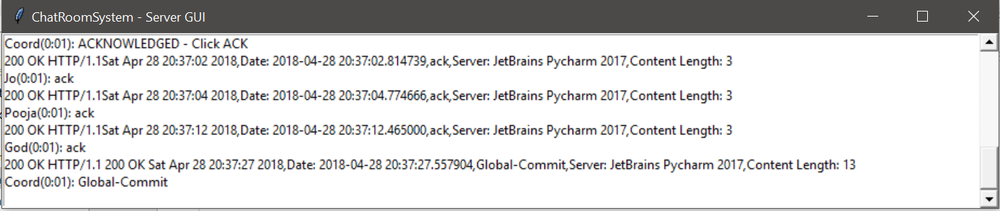 ChatRoomSystem - Server GUI
Coord(0:01): ACKNOWLEDGED - Click ACK
200 OK HTTP/1.1Sat Apr 28 20:37:02 2018,Date: 2018-04-28 20:37:02.814739,ack,Server: JetBrains Pycharm 2017,Content Length: 3
Jo(0:01): ack
200 OK HTTP/1.1Sat Apr 28 20:37:04 2018,Date: 2018-04-28 20:37:04.774666,ack,Server: JetBrains Pycharm 2017,Content Length: 3
Pooja(0:01): ack
200 OK HTTP/1.1Sat Apr 28 20:37:12 2018,Date: 2018-04-28 20:37:12.465000,ack,Server: JetBrains Pycharm 2017,Content Length: 3
God(0:01): ack
200 OK HTTP/1.1 200 OK Sat Apr 28 20:37:27 2018,Date: 2018-04-28 20:37:27.557904,Global-Commit,Server: JetBrains Pycharm 2017,Content Length: 13
Coord(0:01): Global-Commit